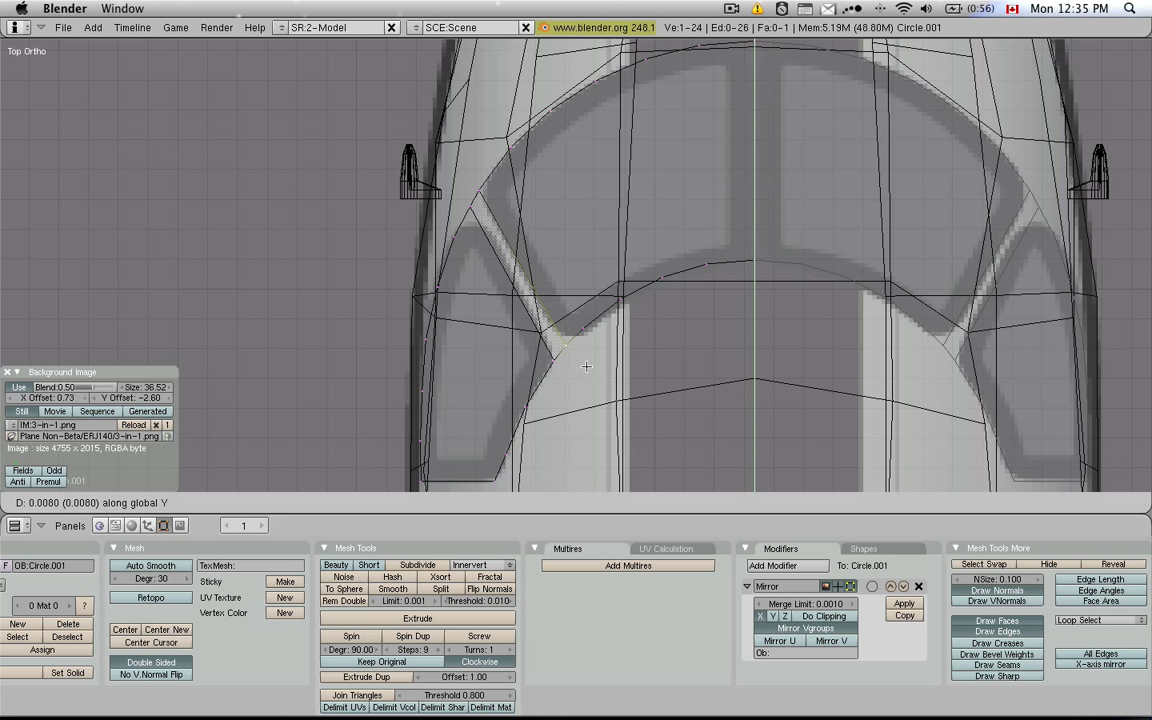 Blender Window (0:56) Mon 12:35 PM
File Add Timeline Game Render Help SR:2-Model SCE:Scene www.blender.org 248.1 Ve:1-24 | Ed:0-26 | Fa:0-1 | Mem:5.19M (48.80M) Circle.001
Top Ortho
Background Image
Use Blend:0.50 Size: 36.52
X Offset: 0.73 Y Offset: -2.60
Still Movie Sequence Generated
IM:3-in-1.png Reload 1
Plane Non-Beta/ERJ140/3-in-1.png
Image : size 4755 x 2015, RGBA byte
Fields Odd
Anti Premul .001
D: 0.0080 (0.0080) along global Y
Panels 1
Mesh Mesh Tools Multires UV Calculation Modifiers Shapes Mesh Tools More
F OB:Circle.001 Auto Smooth TexMesh: Beauty Short Subdivide Innervert Add Multires Add Modifier To: Circle.001 Select Swap Hide Reveal
Degr: 30 Sticky Make Noise Hash Xsort Fractal NSize: 0.100 Edge Length
To Sphere Smooth Split Flip Normals Mirror Draw Normals Edge Angles
0 Mat 0 ? Retopo UV Texture New Rem Double Limit: 0.001 Threshold: 0.010 Merge Limit: 0.0010 Apply Draw VNormals Face Area
New Delete Vertex Color New Extrude X Y Z Do Clipping Copy Draw Faces Loop Select
Select Deselect Center Center New Spin Spin Dup Screw Mirror Vgroups Draw Edges
Assign Center Cursor Degr: 90.00 Steps: 9 Turns: 1 Mirror U Mirror V Draw Creases
Double Sided Keep Original Clockwise Ob: Draw Bevel Weights All Edges
Set Solid No V.Normal Flip Extrude Dup Offset: 1.00 Draw Seams X-axis mirror
Join Triangles Threshold 0.800 Draw Sharp
Delimit UVs Delimit Vcol Delimit Shar Delimit Mat